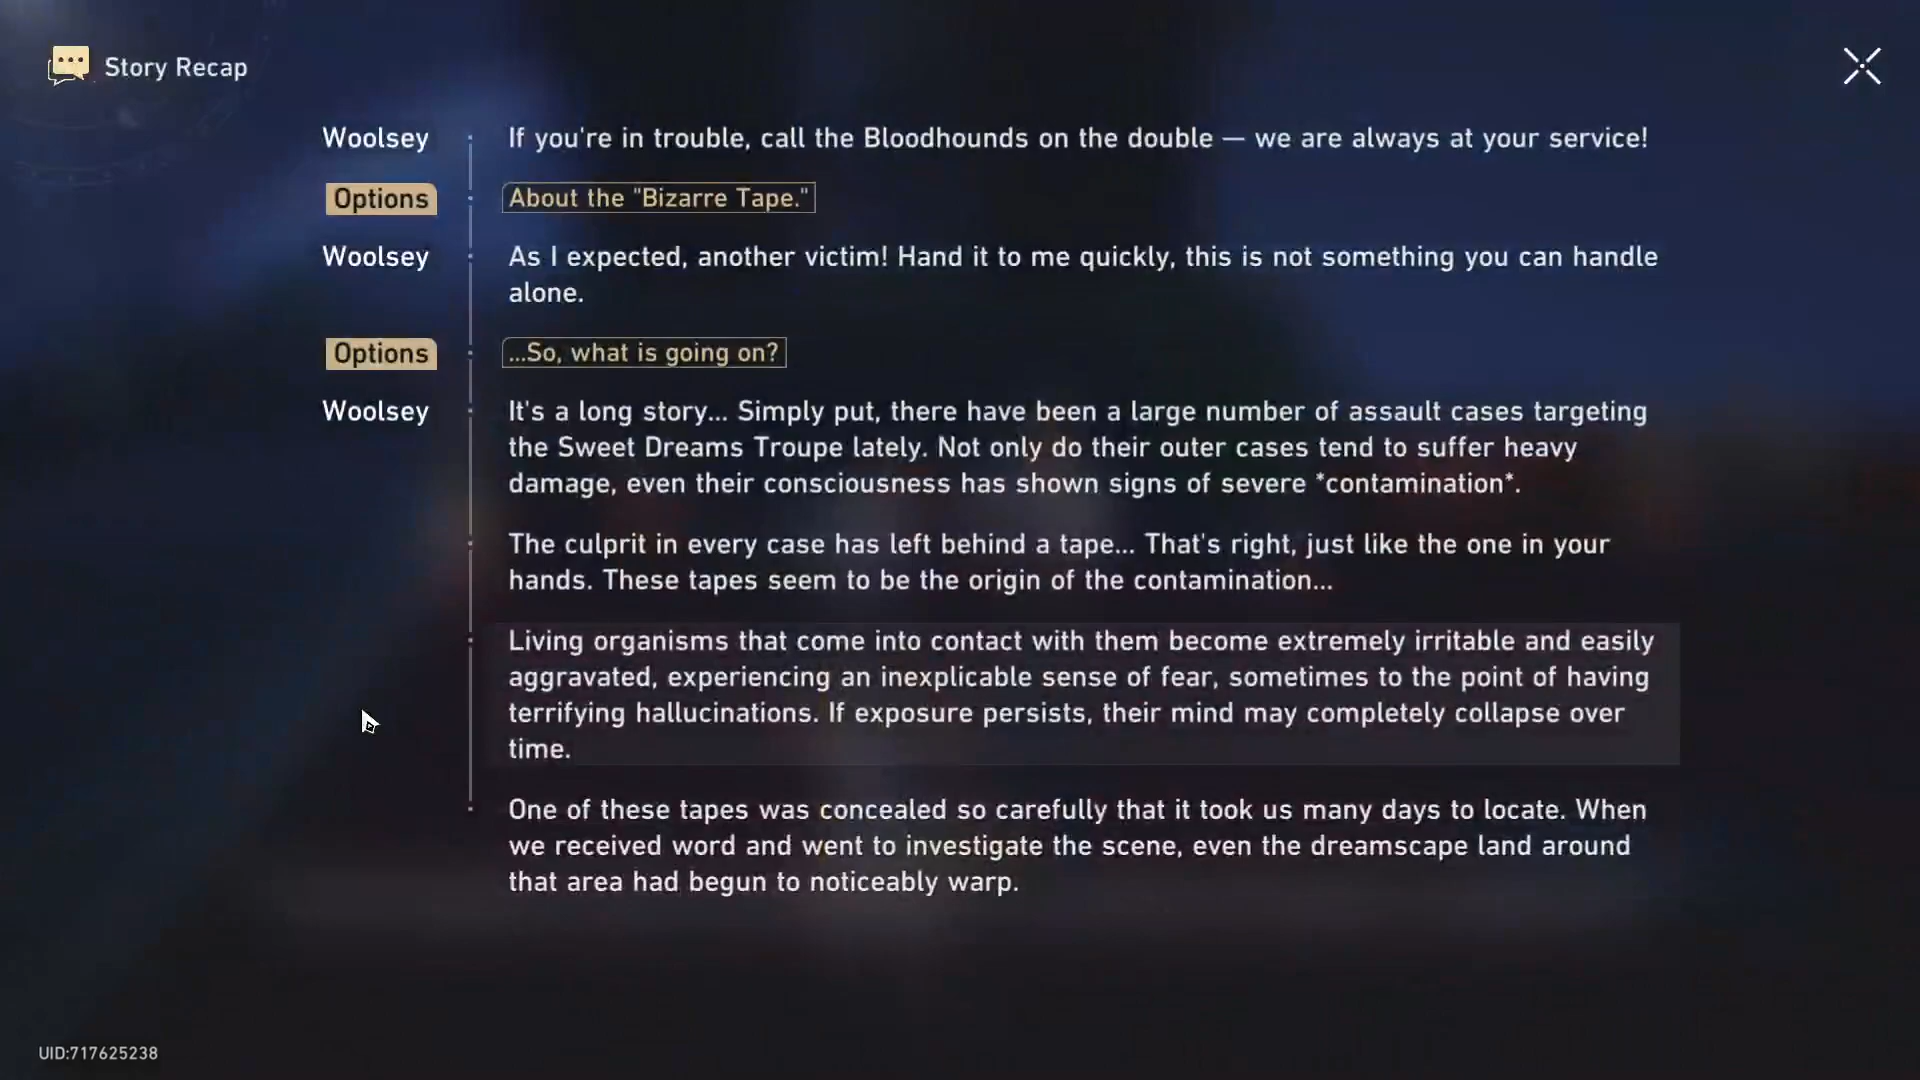 Story Recap
Woolsey
If you're in trouble, call the Bloodhounds on the double — we are always at your service!
Options
About the "Bizarre Tape."
Woolsey
As I expected, another victim! Hand it to me quickly, this is not something you can handle
alone.
Options
...So, what is going on?
Woolsey
It's a long story... Simply put, there have been a large number of assault cases targeting
the Sweet Dreams Troupe lately. Not only do their outer cases tend to suffer heavy
damage, even their consciousness has shown signs of severe *contamination*.
The culprit in every case has left behind a tape... That's right, just like the one in your
hands. These tapes seem to be the origin of the contamination...
Living organisms that come into contact with them become extremely irritable and easily
aggravated, experiencing an inexplicable sense of fear, sometimes to the point of having
terrifying hallucinations. If exposure persists, their mind may completely collapse over
time.
One of these tapes was concealed so carefully that it took us many days to locate. When
we received word and went to investigate the scene, even the dreamscape land around
that area had begun to noticeably warp.
UID:717625238